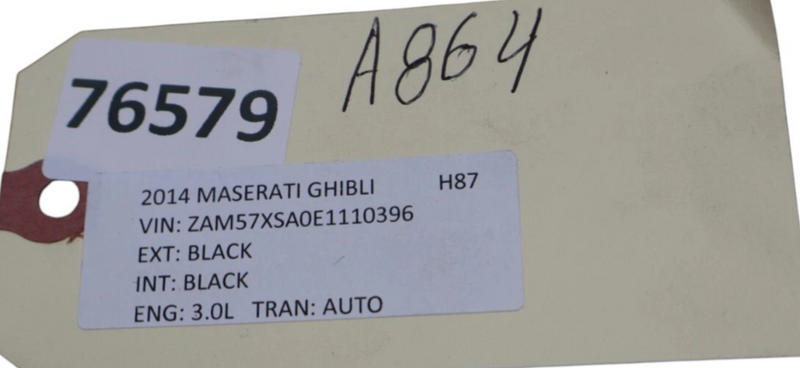 A864
76579
2014 MASERATI GHIBLI H87
VIN: ZAM57XSA0E1110396
EXT: BLACK
INT: BLACK
ENG: 3.0L TRAN: AUTO